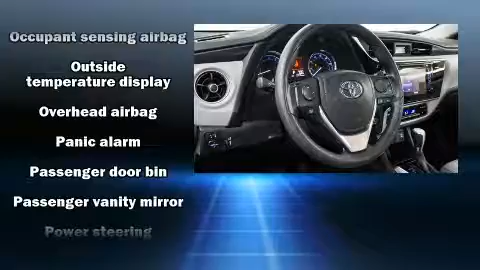 Occupant sensing airbag
Outside
temperature display
Overhead airbag
Panic alarm
Passenger door bin
Passenger vanity mirror
Power steering